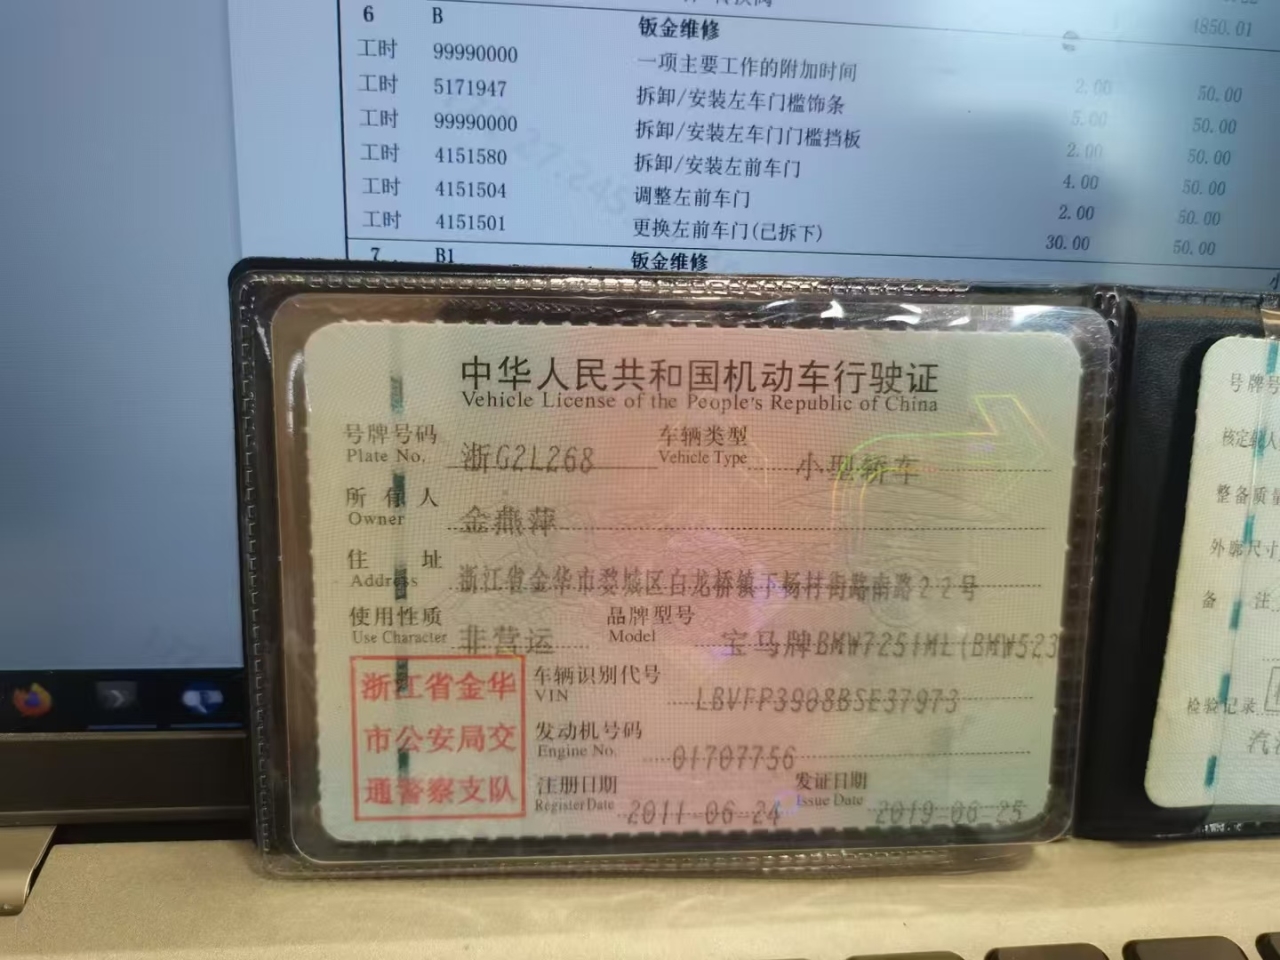 6 B 钣金维修 4850.01
工时 99990000 一项主要工作的附加时间 2.00 50.00
工时 5171947 拆卸/安装左车门槛饰条 5.00 50.00
工时 99990000 拆卸/安装左车门门槛挡板 2.00 50.00
工时 4151580 拆卸/安装左前车门 4.00 50.00
工时 4151504 调整左前车门 2.00 50.00
工时 4151501 更换左前车门(已拆下) 30.00 50.00
7 B1 钣金维修
中华人民共和国机动车行驶证
Vehicle License of the People's Republic of China
号牌号码 浙G2L268 车辆类型 小型轿车
Plate No. Vehicle Type
所有人 金燕萍
Owner
住址 浙江省金华市婺城区白龙桥镇下杨村街路南路22号
Address
使用性质 非营运 品牌型号 宝马牌BMW7251ML(BMW523
Use Character Model
浙江省金华
市公安局交
通警察支队
车辆识别代号 LBVFP3908BSE37973
VIN
发动机号码 01707756
Engine No.
注册日期 2011-06-24 发证日期 2019-06-25
Register Date Issue Date
号牌号
核定载人
整备质量
外廓尺寸
备注
检验记录